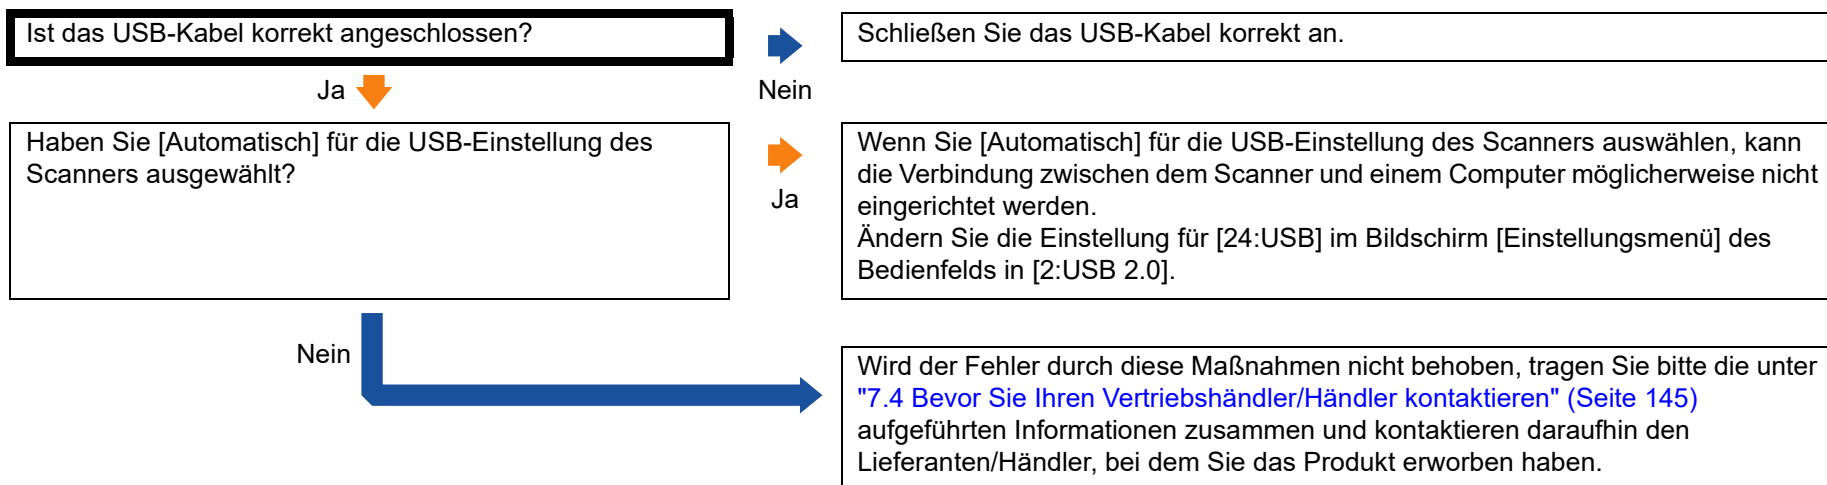 Ist das USB-Kabel korrekt angeschlossen?
Schließen Sie das USB-Kabel korrekt an.
Ja
Nein
Haben Sie [Automatisch] für die USB-Einstellung des
Scanners ausgewählt?
Ja
Wenn Sie [Automatisch] für die USB-Einstellung des Scanners auswählen, kann
die Verbindung zwischen dem Scanner und einem Computer möglicherweise nicht
eingerichtet werden.
Ändern Sie die Einstellung für [24:USB] im Bildschirm [Einstellungsmenü] des
Bedienfelds in [2:USB 2.0].
Nein
Wird der Fehler durch diese Maßnahmen nicht behoben, tragen Sie bitte die unter
"7.4 Bevor Sie Ihren Vertriebshändler/Händler kontaktieren" (Seite 145)
aufgeführten Informationen zusammen und kontaktieren daraufhin den
Lieferanten/Händler, bei dem Sie das Produkt erworben haben.